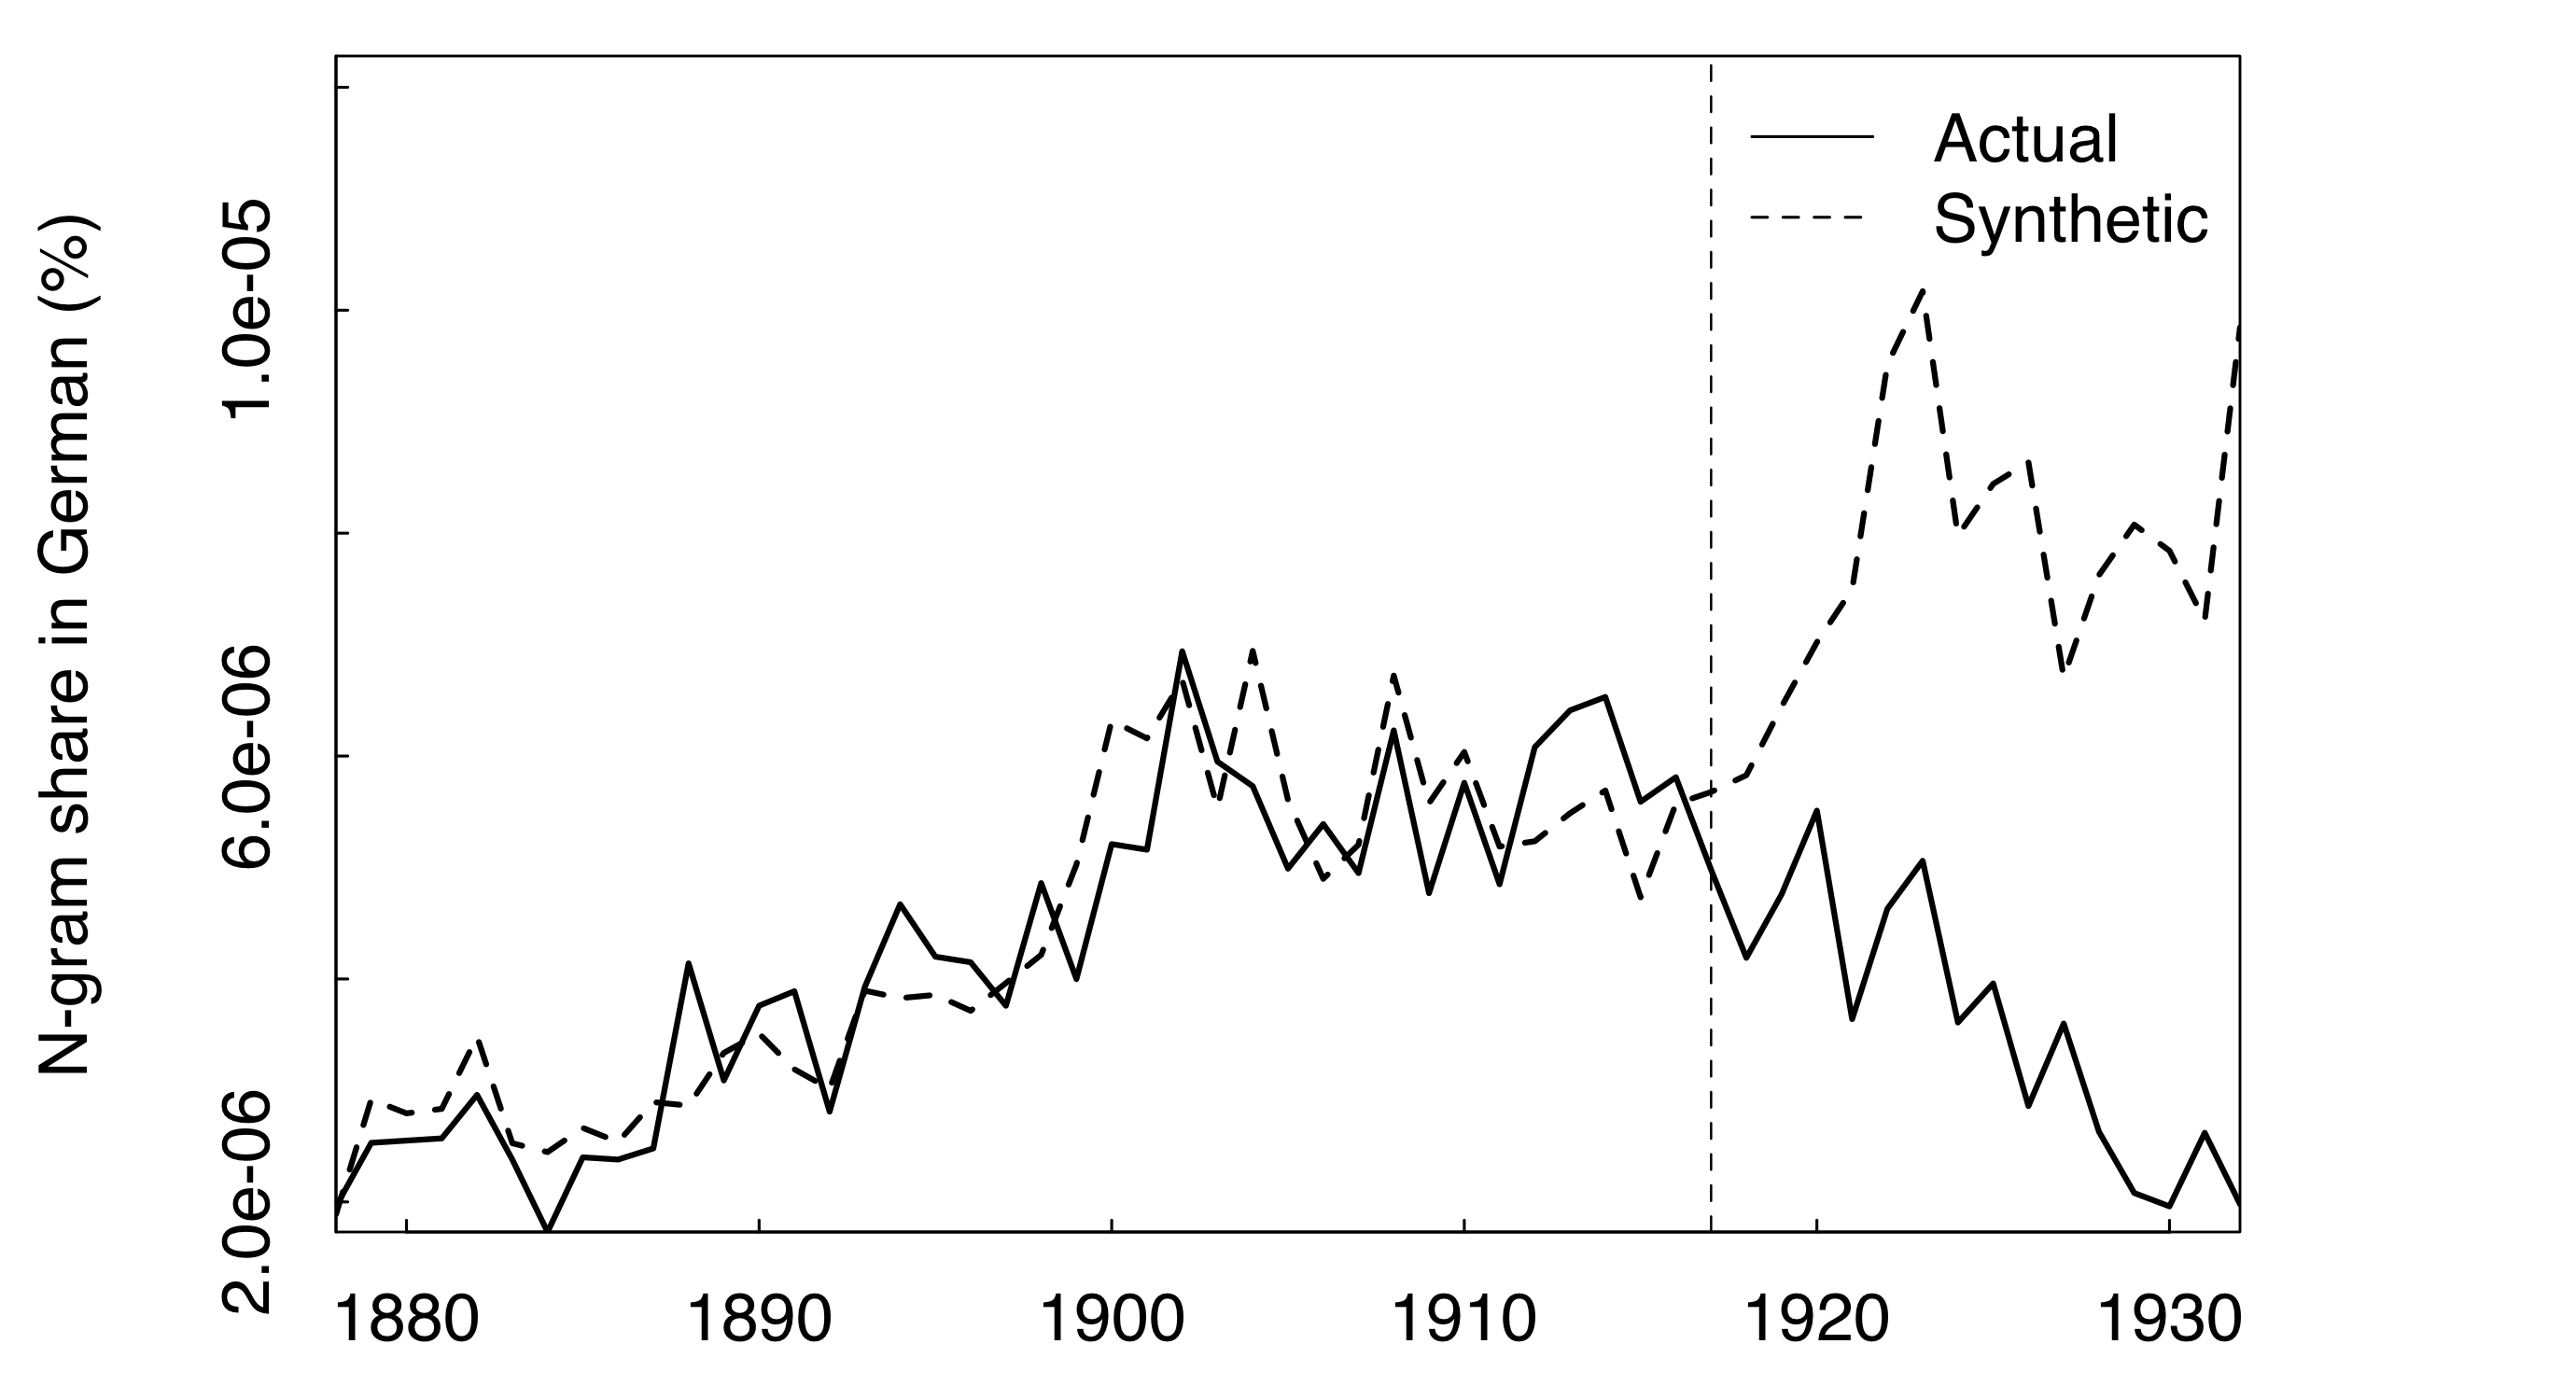 N-gram share in German (%)
1.0e-05
6.0e-06
2.0e-06
Actual
Synthetic
1880 1890 1900 1910 1920 1930